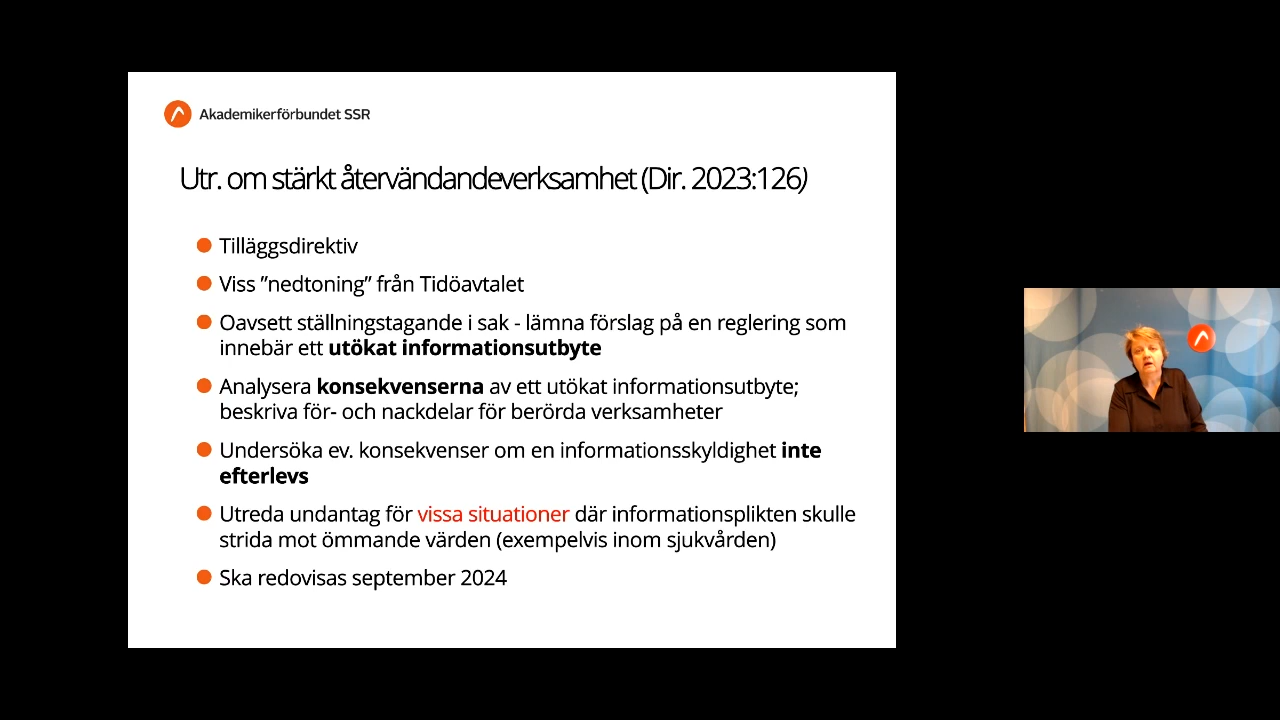 Akademikerförbundet SSR
Utr. om stärkt återvändandeverksamhet (Dir. 2023:126)
Tilläggsdirektiv
Viss ”nedtoning” från Tidöavtalet
Oavsett ställningstagande i sak - lämna förslag på en reglering som
innebär ett utökat informationsutbyte
Analysera konsekvenserna av ett utökat informationsutbyte;
beskriva för- och nackdelar för berörda verksamheter
Undersöka ev. konsekvenser om en informationsskyldighet inte
efterlevs
Utreda undantag för vissa situationer där informationsplikten skulle
strida mot ömmande värden (exempelvis inom sjukvården)
Ska redovisas september 2024